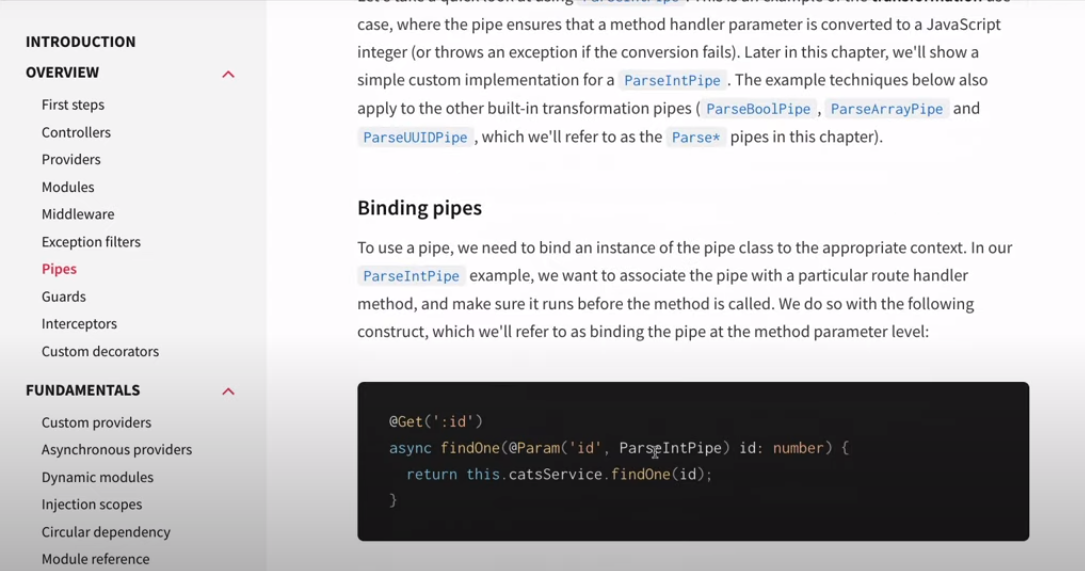 INTRODUCTION
OVERVIEW
First steps
Controllers
Providers
Modules
Middleware
Exception filters
Pipes
Guards
Interceptors
Custom decorators
FUNDAMENTALS
Custom providers
Asynchronous providers
Dynamic modules
Injection scopes
Circular dependency
Module reference
case, where the pipe ensures that a method handler parameter is converted to a JavaScript
integer (or throws an exception if the conversion fails). Later in this chapter, we'll show a
simple custom implementation for a ParseIntPipe. The example techniques below also
apply to the other built-in transformation pipes (ParseBoolPipe, ParseArrayPipe and
ParseUUIDPipe, which we'll refer to as the Parse* pipes in this chapter).
Binding pipes
To use a pipe, we need to bind an instance of the pipe class to the appropriate context. In our
ParseIntPipe example, we want to associate the pipe with a particular route handler
method, and make sure it runs before the method is called. We do so with the following
construct, which we'll refer to as binding the pipe at the method parameter level:
@Get(':id')
async findOne(@Param('id', ParseIntPipe) id: number) {
return this.catsService.findOne(id);
}